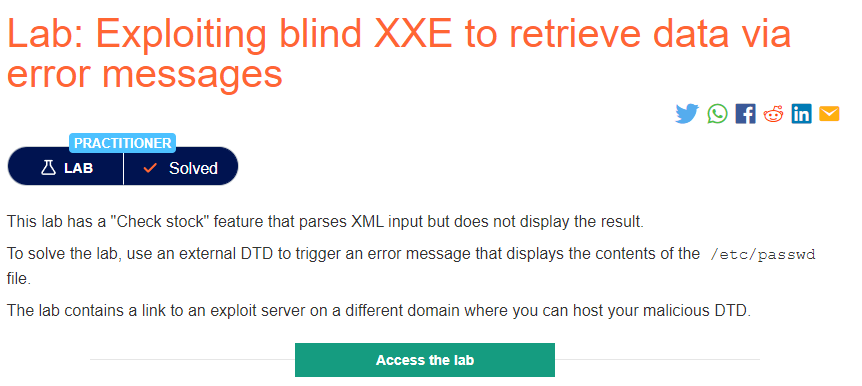 Lab: Exploiting blind XXE to retrieve data via
error messages
PRACTITIONER
LAB
Solved
This lab has a "Check stock" feature that parses XML input but does not display the result.
To solve the lab, use an external DTD to trigger an error message that displays the contents of the /etc/passwd
file.
The lab contains a link to an exploit server on a different domain where you can host your malicious DTD.
Access the lab